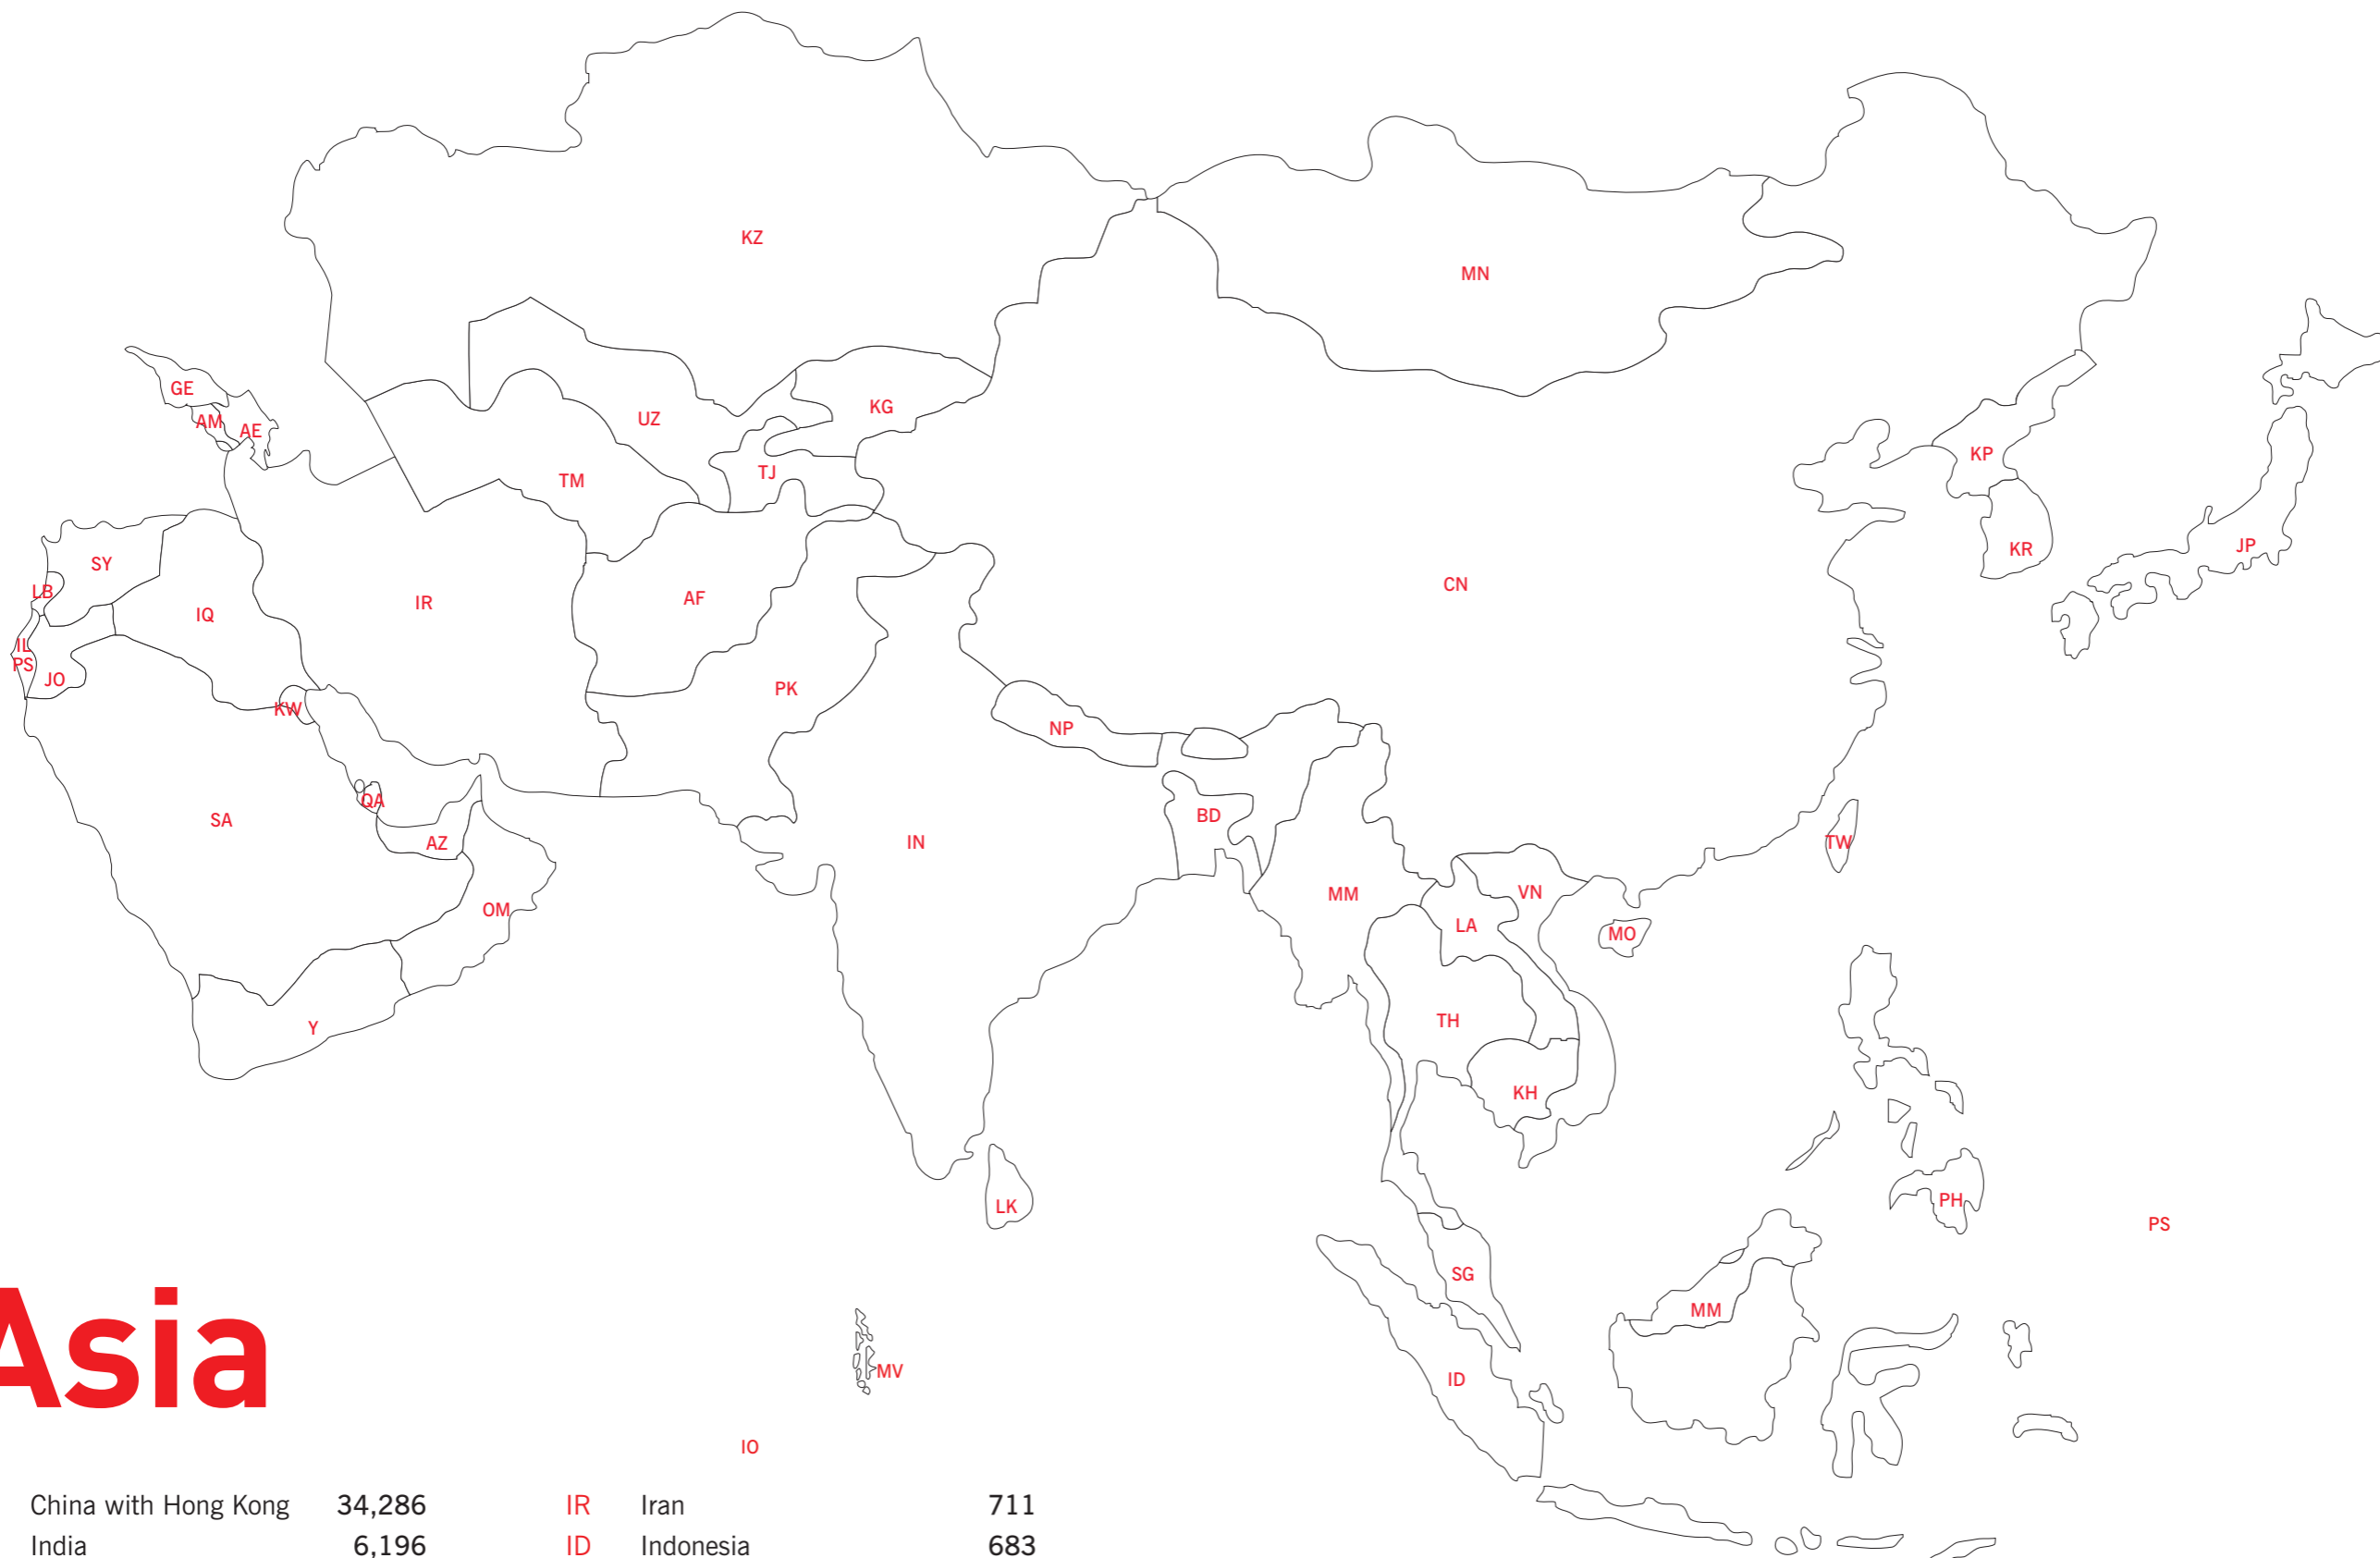 KZ
MN
GE
KG
AM
UZ
AE
KP
TJ
TM
JP
KR
SY
CN
LB
AF
IR
IQ
IL
PS
JO
PK
KW
NP
QA
BD
SA
AZ
IN
TW
VN
MM
OM
LA
MO
TH
Y
KH
PH
LK
PS
SG
MM
Asia
MV
ID
IO
China with Hong Kong 34,286 IR Iran 711
India 6,196 ID Indonesia 683